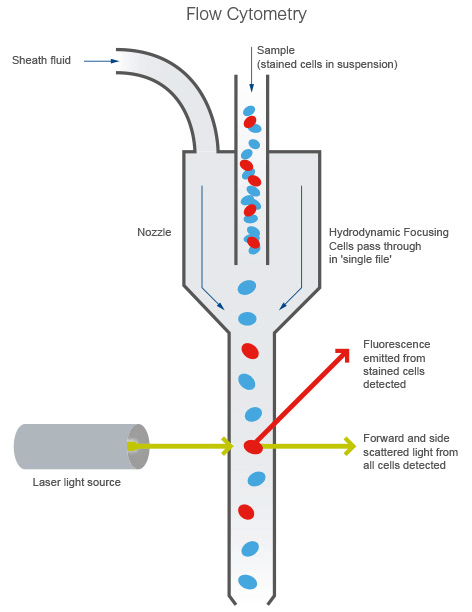 Flow Cytometry
Sheath fluid
Sample
(stained cells in suspension)
Nozzle
Hydrodynamic Focusing
Cells pass through
in 'single file'
Fluorescence
emitted from
stained cells
detected
Forward and side
scattered light from
all cells detected
Laser light source